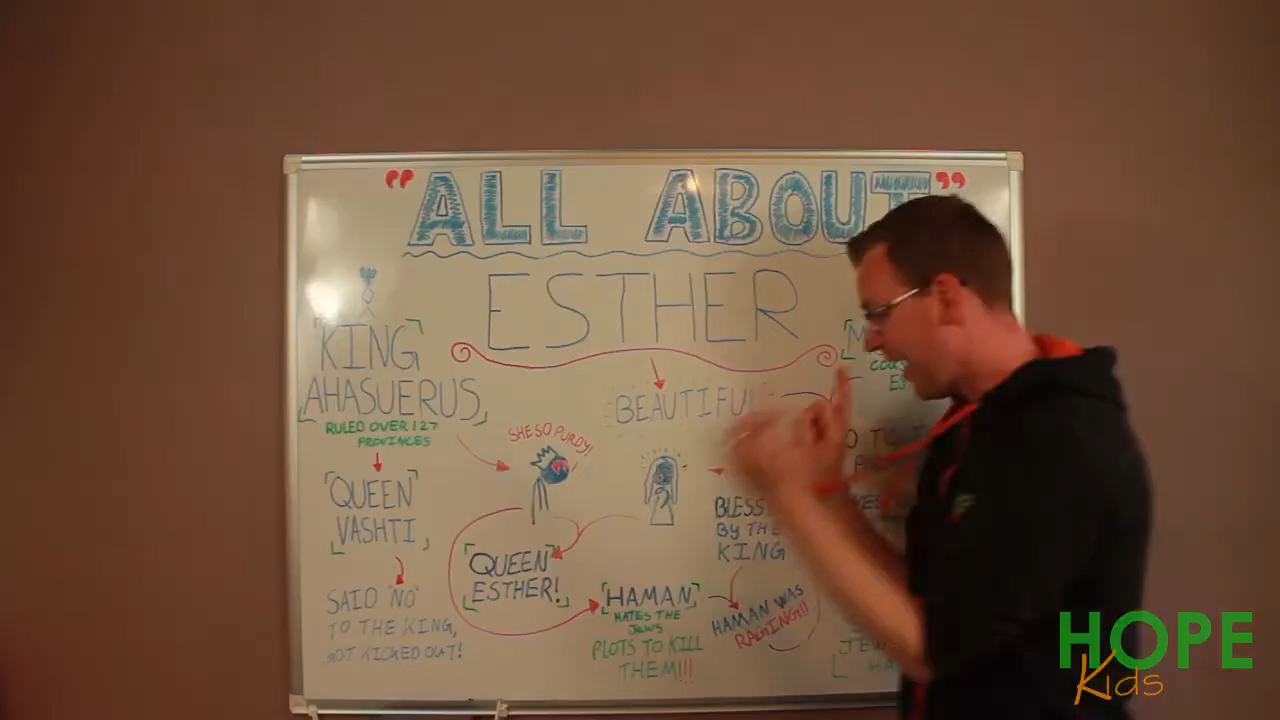 "ALL ABOUT"
ESTHER
KING
AHASUERUS
RULED OVER 127
PROVINCES
QUEEN
VASHTI
SAID "NO"
TO THE KING,
GOT KICKED OUT!
SHE SO PURDY!
BEAUTIFUL
QUEEN
ESTHER!
HAMAN
HATES THE
JEWS
PLOTS TO KILL
THEM!!!
BY THE
KING
HAMAN WAS
RAGING!!
HOPE
Kids